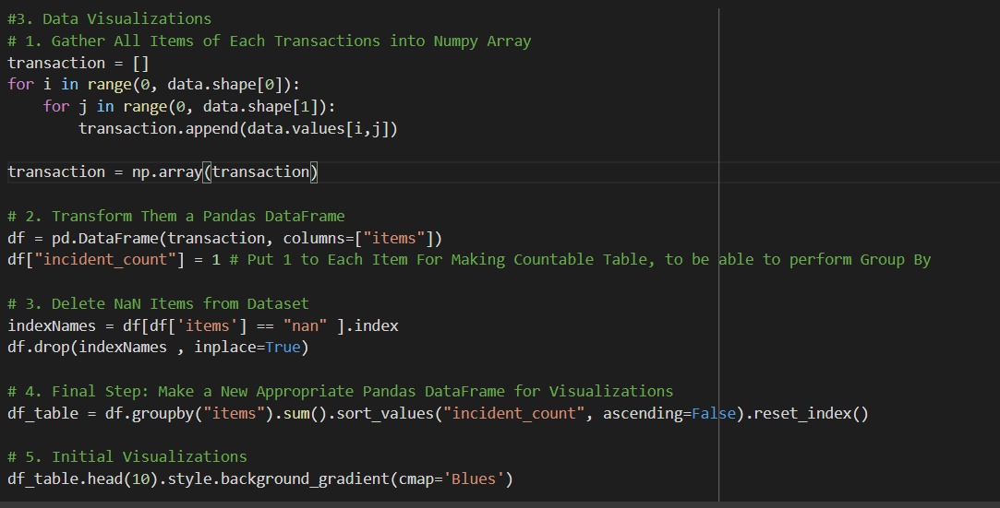 #3. Data Visualizations
# 1. Gather All Items of Each Transactions into Numpy Array
transaction = []
for i in range(0, data.shape[0]):
    for j in range(0, data.shape[1]):
        transaction.append(data.values[i,j])
transaction = np.array(transaction)
# 2. Transform Them a Pandas DataFrame
df = pd.DataFrame(transaction, columns=["items"])
df["incident_count"] = 1 # Put 1 to Each Item For Making Countable Table, to be able to perform Group By
# 3. Delete NaN Items from Dataset
indexNames = df[df['items'] == "nan" ].index
df.drop(indexNames , inplace=True)
# 4. Final Step: Make a New Appropriate Pandas DataFrame for Visualizations
df_table = df.groupby("items").sum().sort_values("incident_count", ascending=False).reset_index()
# 5. Initial Visualizations
df_table.head(10).style.background_gradient(cmap='Blues')